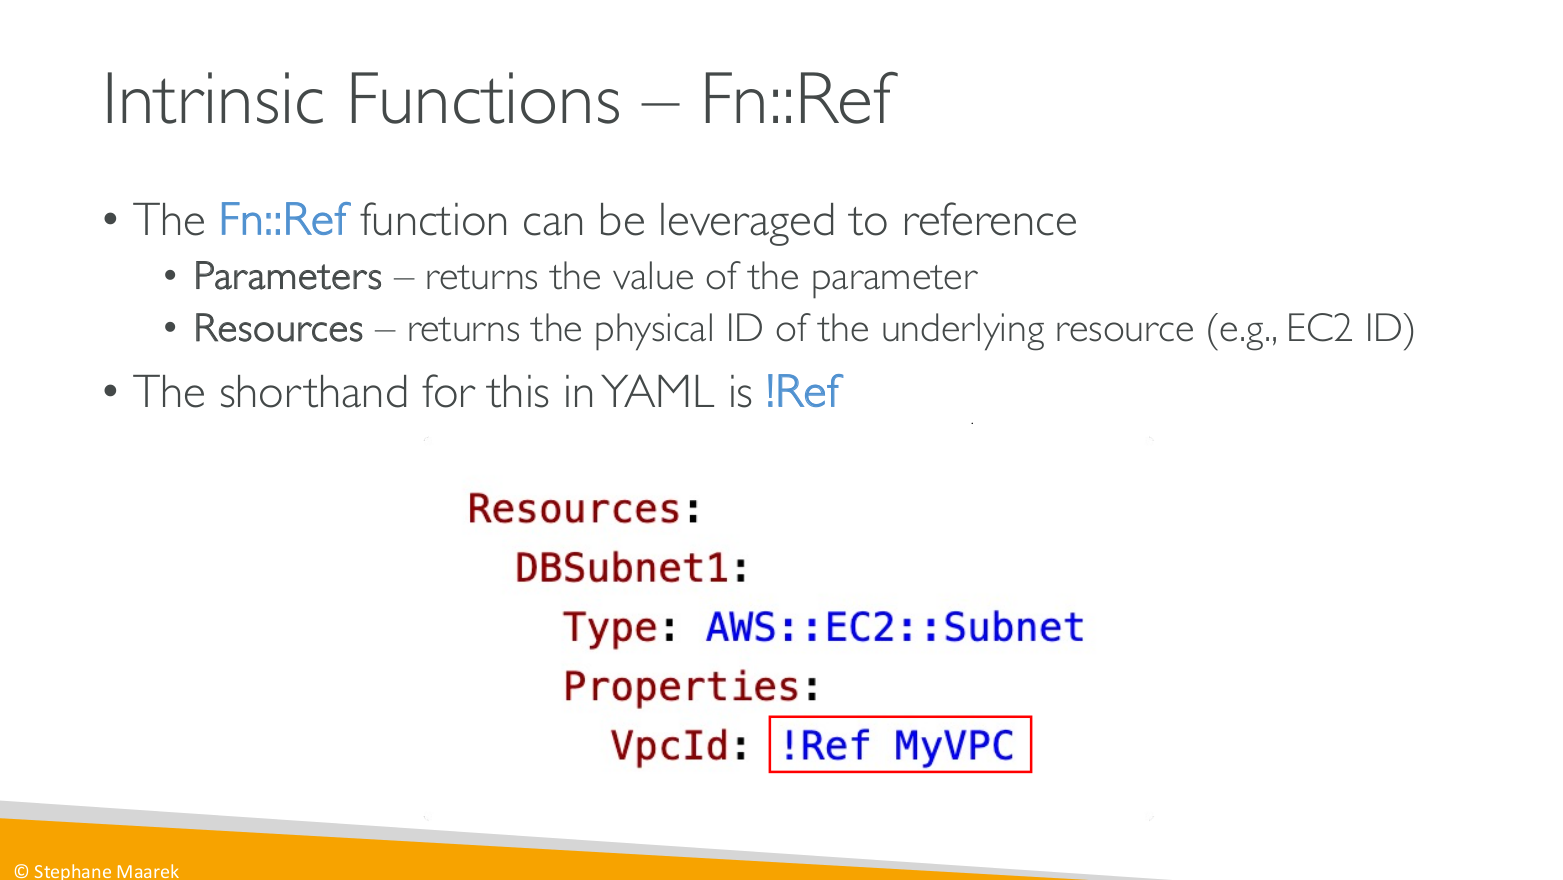 Intrinsic Functions – Fn::Ref
• The Fn::Ref function can be leveraged to reference
• Parameters – returns the value of the parameter
• Resources – returns the physical ID of the underlying resource (e.g., EC2 ID)
• The shorthand for this in YAML is !Ref
Resources:
DBSubnet1:
Type: AWS::EC2::Subnet
Properties:
VpcId: !Ref MyVPC
© Stephane Maarek